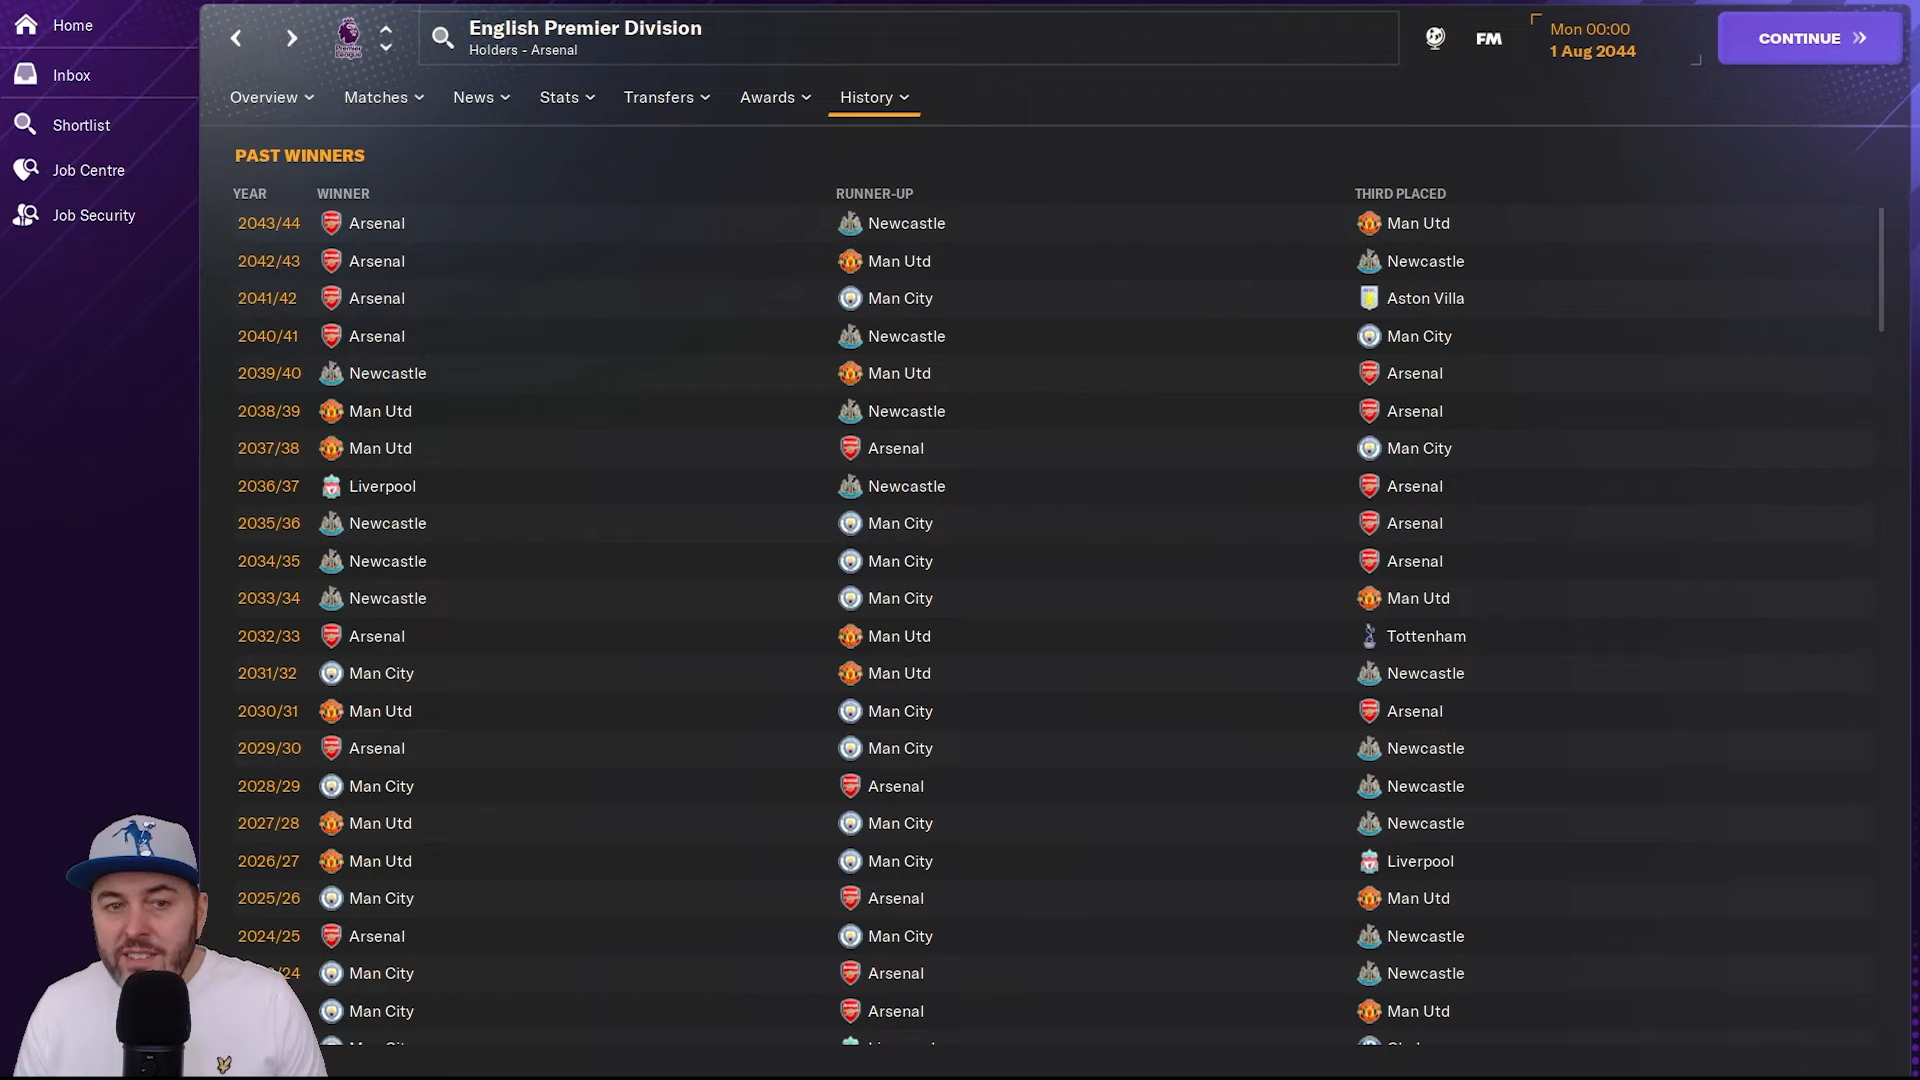 Home
Inbox
Shortlist
Job Centre
Job Security
English Premier Division
Holders - Arsenal
FM
Mon 00:00
1 Aug 2044
CONTINUE
Overview Matches News Stats Transfers Awards History
PAST WINNERS
YEAR WINNER RUNNER-UP THIRD PLACED
2043/44 Arsenal Newcastle Man Utd
2042/43 Arsenal Man Utd Newcastle
2041/42 Arsenal Man City Aston Villa
2040/41 Arsenal Newcastle Man City
2039/40 Newcastle Man Utd Arsenal
2038/39 Man Utd Newcastle Arsenal
2037/38 Man Utd Arsenal Man City
2036/37 Liverpool Newcastle Arsenal
2035/36 Newcastle Man City Arsenal
2034/35 Newcastle Man City Arsenal
2033/34 Newcastle Man City Man Utd
2032/33 Arsenal Man Utd Tottenham
2031/32 Man City Man Utd Newcastle
2030/31 Man Utd Man City Arsenal
2029/30 Arsenal Man City Newcastle
2028/29 Man City Arsenal Newcastle
2027/28 Man Utd Man City Newcastle
2026/27 Man Utd Man City Liverpool
2025/26 Man City Arsenal Man Utd
2024/25 Arsenal Man City Newcastle
/24 Man City Arsenal Newcastle
Man City Arsenal Man Utd